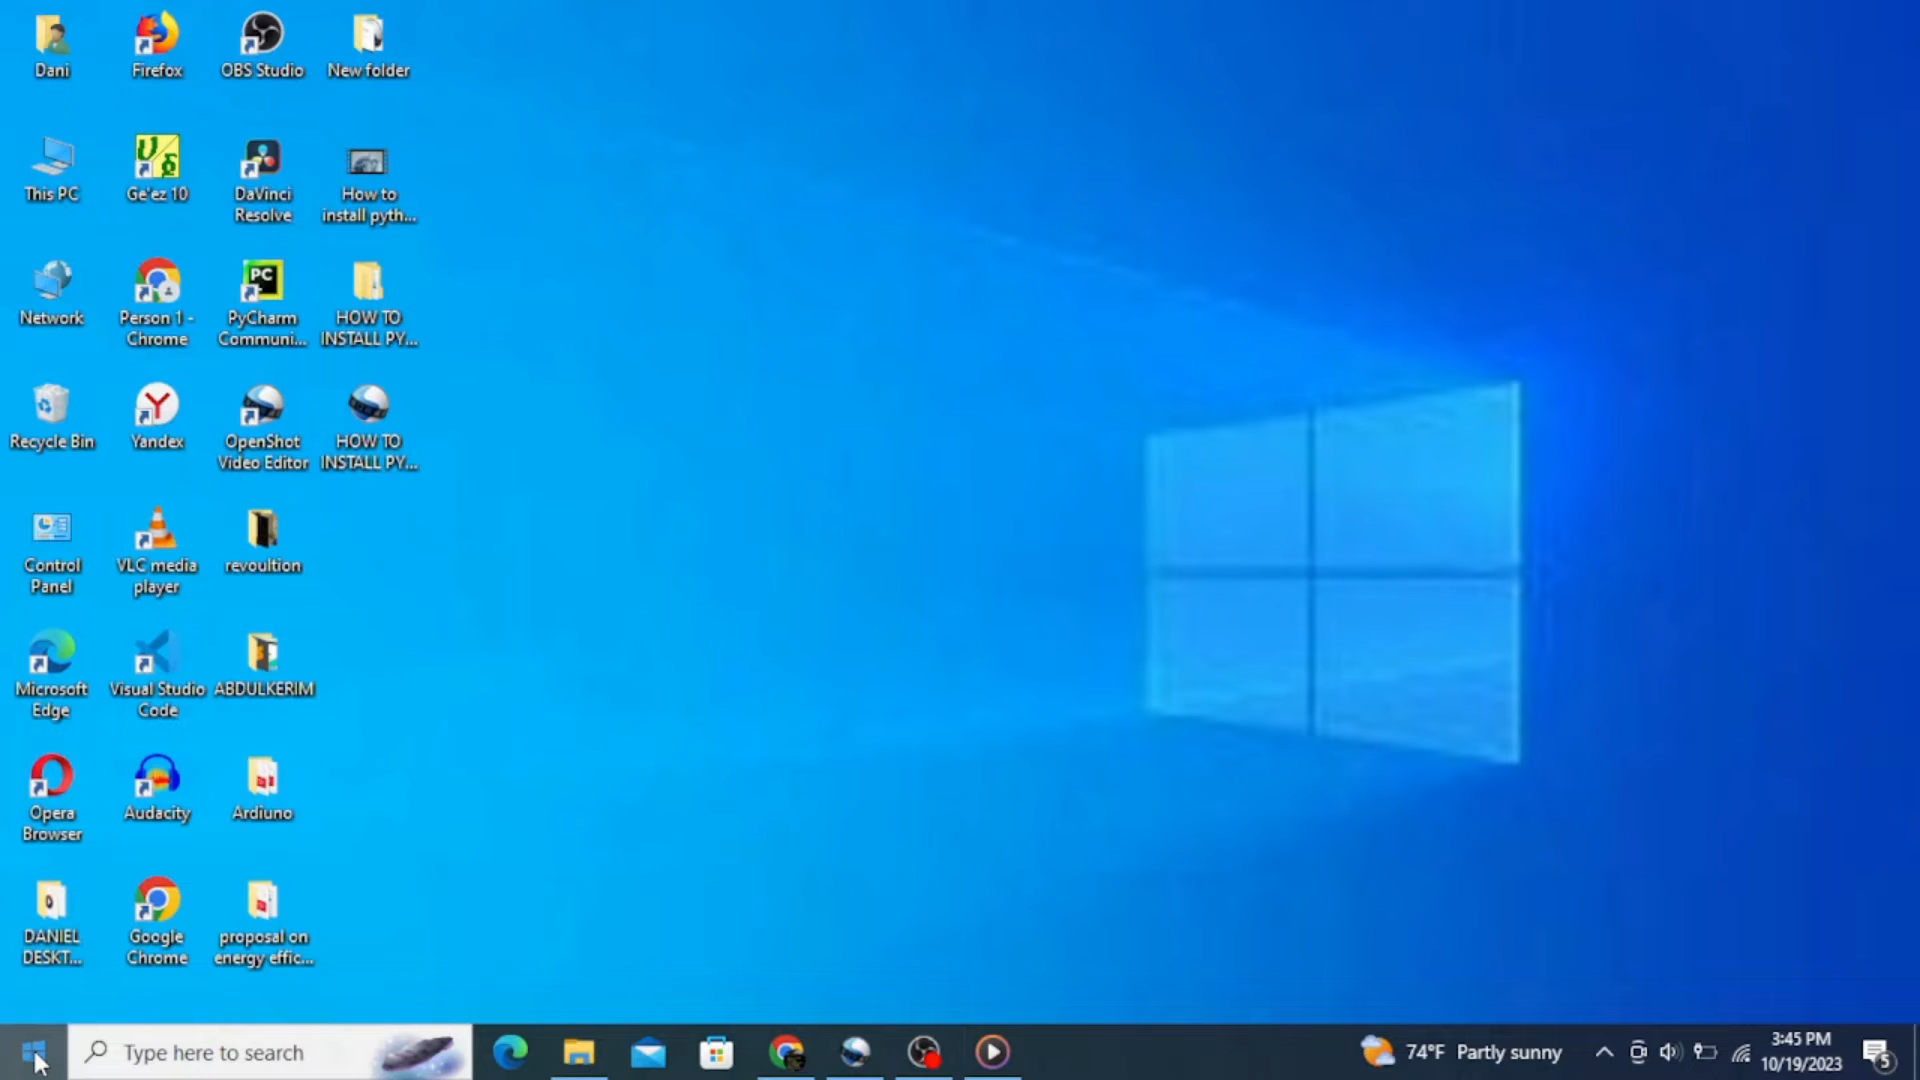 Dani
Firefox
OBS Studio
New folder
This PC
Ge'ez 10
DaVinci
Resolve
How to
install pyth...
Network
Person 1 -
Chrome
PC
PyCharm
Communi...
HOW TO
INSTALL PY...
Recycle Bin
Yandex
OpenShot
Video Editor
HOW TO
INSTALL PY...
Control
Panel
VLC media
player
revoultion
Microsoft
Edge
Visual Studio
Code
ABDULKERIM
Opera
Browser
Audacity
Ardiuno
DANIEL
DESKT...
Google
Chrome
proposal on
energy effic...
Type here to search
74°F Partly sunny
3:45 PM
10/19/2023
5